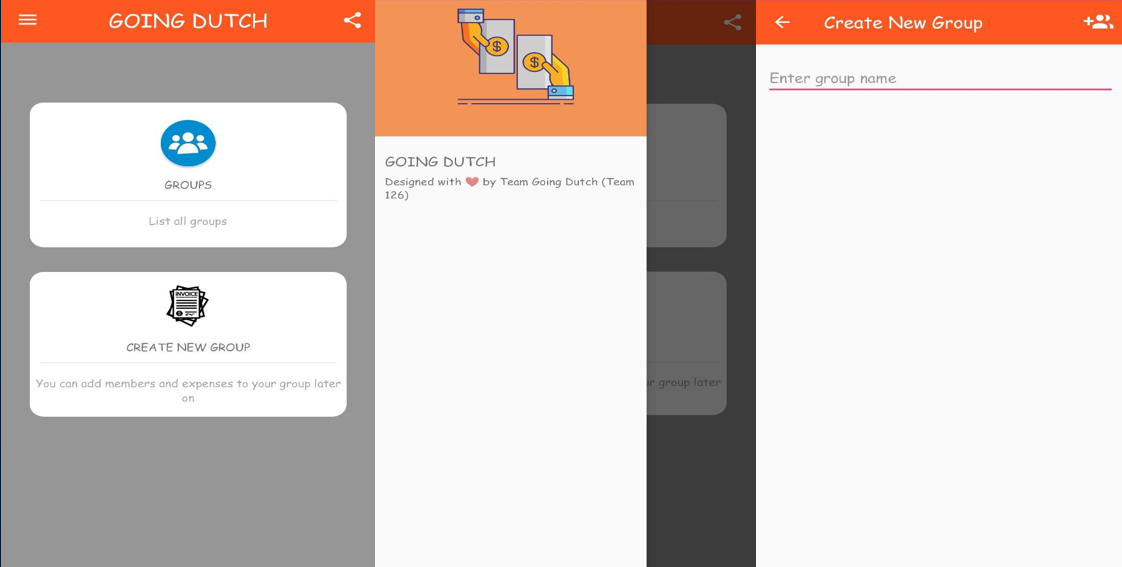 GOING DUTCH
GROUPS
List all groups
INVOICE
CREATE NEW GROUP
You can add members and expenses to your group later
on
$
$
GOING DUTCH
Designed with ❤ by Team Going Dutch (Team
126)
ur group later
Create New Group
Enter group name